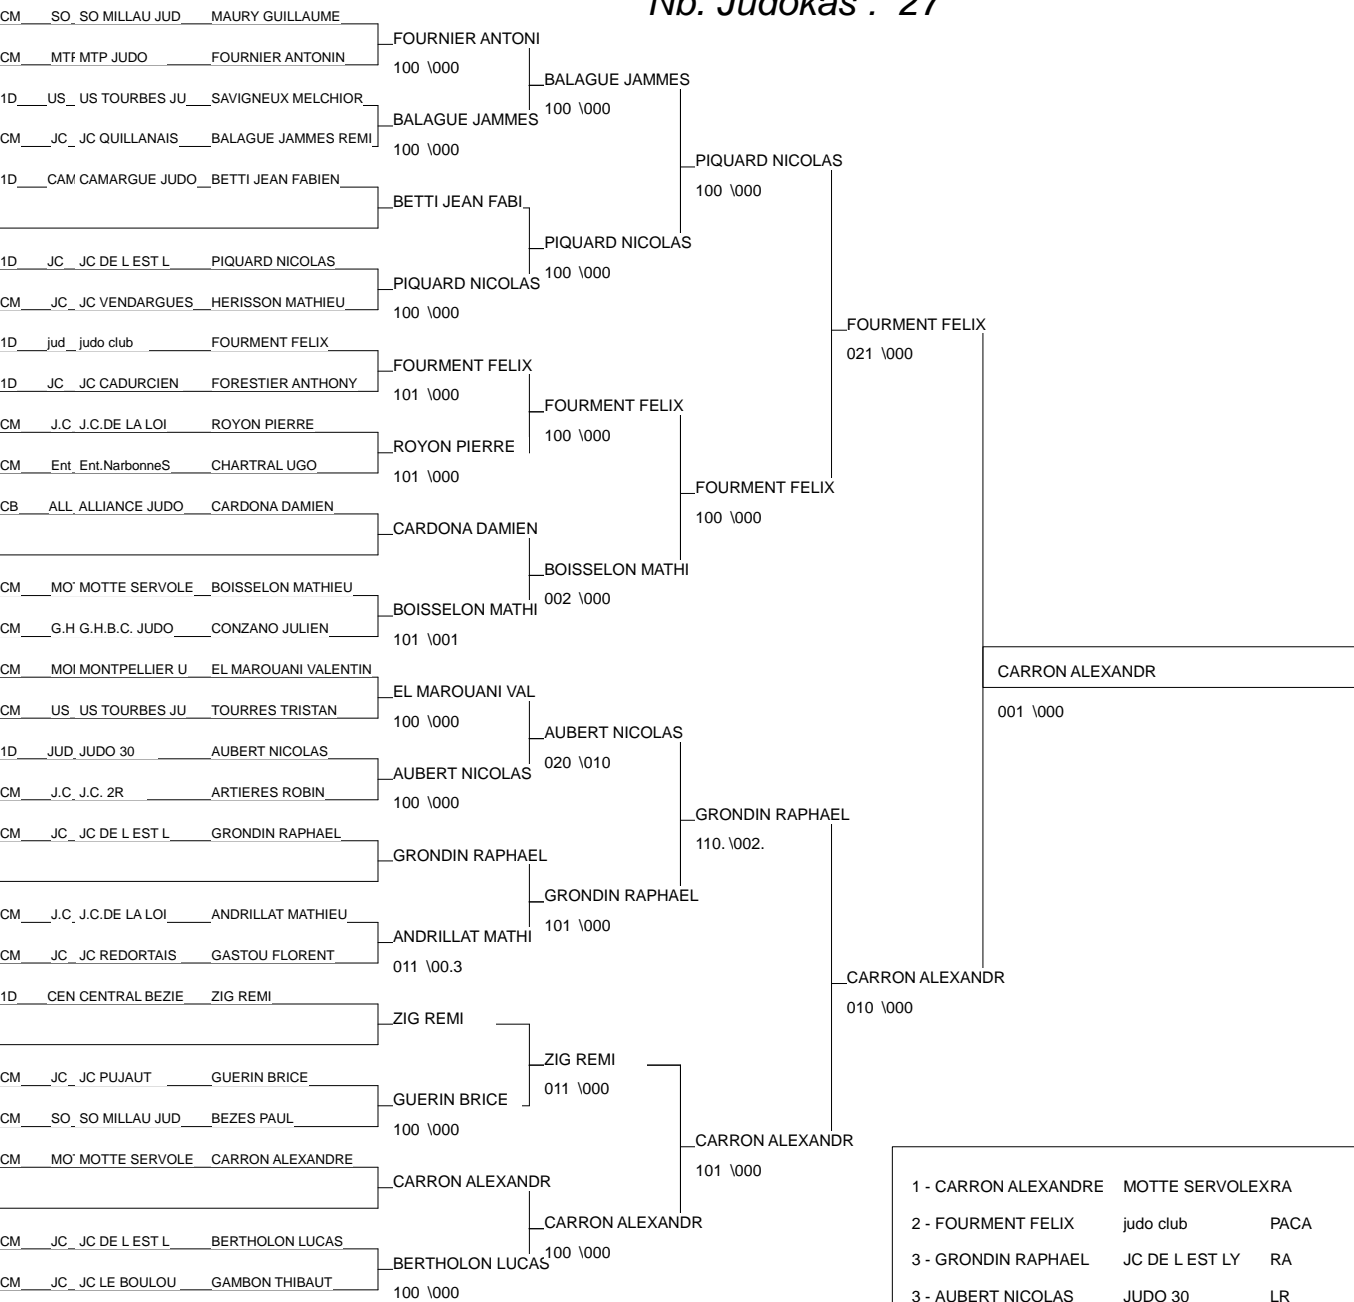 Nb. Judokas : 27
CM SO SO MILLAU JUD MAURY GUILLAUME
FOURNIER ANTONI
CM MTF MTP JUDO FOURNIER ANTONIN
100 \000
BALAGUE JAMMES
1D US US TOURBES JU SAVIGNEUX MELCHIOR
100 \000
BALAGUE JAMMES
CM JC JC QUILLANAIS BALAGUE JAMMES REMI
100 \000
PIQUARD NICOLAS
1D CAM CAMARGUE JUDO BETTI JEAN FABIEN
100 \000
BETTI JEAN FABI
PIQUARD NICOLAS
1D JC JC DE L EST L PIQUARD NICOLAS
100 \000
PIQUARD NICOLAS
CM JC JC VENDARGUES HERISSON MATHIEU
100 \000
FOURMENT FELIX
1D jud judo club FOURMENT FELIX
021 \000
FOURMENT FELIX
1D JC JC CADURCIEN FORESTIER ANTHONY
101 \000
FOURMENT FELIX
CM J.C J.C.DE LA LOI ROYON PIERRE
100 \000
ROYON PIERRE
CM Ent Ent.NarbonneS CHARTRAL UGO
101 \000
FOURMENT FELIX
CB ALL ALLIANCE JUDO CARDONA DAMIEN
100 \000
CARDONA DAMIEN
BOISSELON MATHI
CM MO MOTTE SERVOLE BOISSELON MATHIEU
002 \000
BOISSELON MATHI
CM G.H G.H.B.C. JUDO CONZANO JULIEN
101 \001
CM MOI MONTPELLIER U EL MAROUANI VALENTIN
CARRON ALEXANDR
EL MAROUANI VAL
CM US US TOURBES JU TOURRES TRISTAN
001 \000
100 \000
AUBERT NICOLAS
1D JUD JUDO 30 AUBERT NICOLAS
020 \010
AUBERT NICOLAS
CM J.C J.C. 2R ARTIERES ROBIN
100 \000
GRONDIN RAPHAEL
CM JC JC DE L EST L GRONDIN RAPHAEL
110. \002.
GRONDIN RAPHAEL
GRONDIN RAPHAEL
CM J.C J.C.DE LA LOI ANDRILLAT MATHIEU
101 \000
ANDRILLAT MATHI
CM JC JC REDORTAIS GASTOU FLORENT
011 \00.3
CARRON ALEXANDR
1D CEN CENTRAL BEZIE ZIG REMI
010 \000
ZIG REMI
ZIG REMI
CM JC JC PUJAUT GUERIN BRICE
011 \000
GUERIN BRICE
CM SO SO MILLAU JUD BEZES PAUL
100 \000
CARRON ALEXANDR
CM MO MOTTE SERVOLE CARRON ALEXANDRE
101 \000
CARRON ALEXANDR
1 - CARRON ALEXANDRE MOTTE SERVOLEXRA
CARRON ALEXANDR
2 - FOURMENT FELIX judo club PACA
CM JC JC DE L EST L BERTHOLON LUCAS
100 \000
BERTHOLON LUCAS
3 - GRONDIN RAPHAEL JC DE L EST LY RA
CM JC JC LE BOULOU GAMBON THIBAUT
100 \000
3 - AUBERT NICOLAS JUDO 30 LR